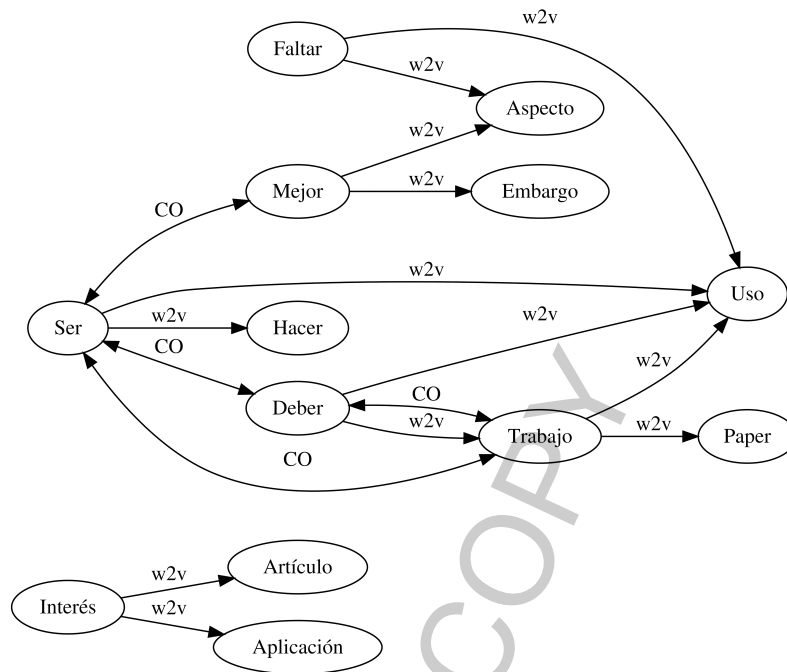 w2v
Faltar
w2v
Aspecto
w2v
Mejor
w2v
Embargo
CO
w2v
Uso
Ser
w2v
Hacer
w2v
CO
w2v
Deber
CO
w2v
Trabajo
w2v
Paper
CO
COPY
Artículo
w2v
Interés
w2v
Aplicación